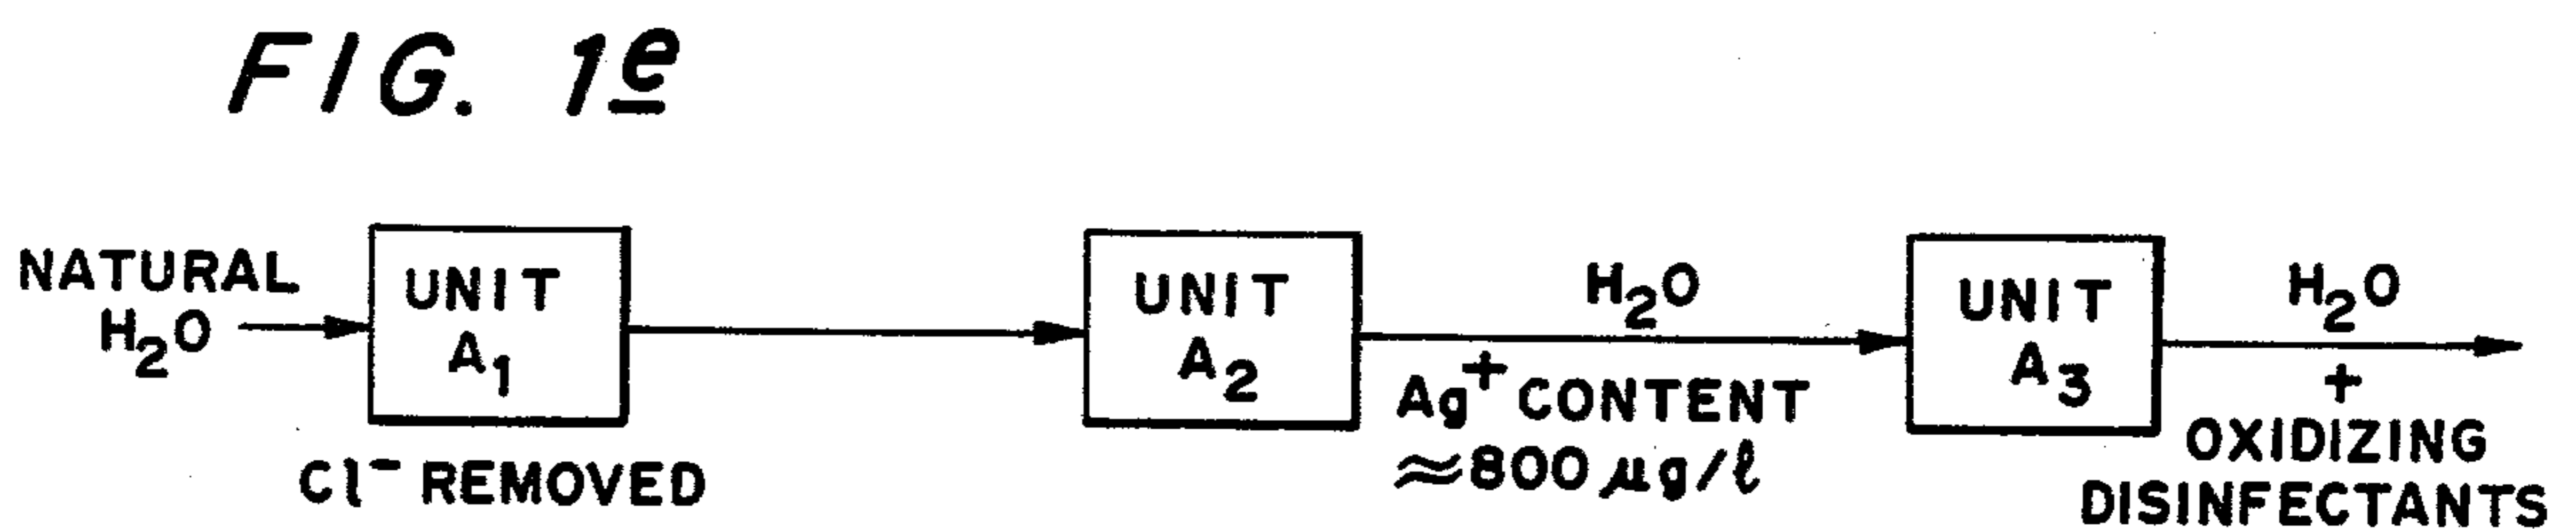 FIG. 1e
NATURAL
H2O
UNIT
A1
Cl- REMOVED
UNIT
A2
H2O
Ag+ CONTENT
≈800 µg/l
UNIT
A3
H2O
+
OXIDIZING
DISINFECTANTS